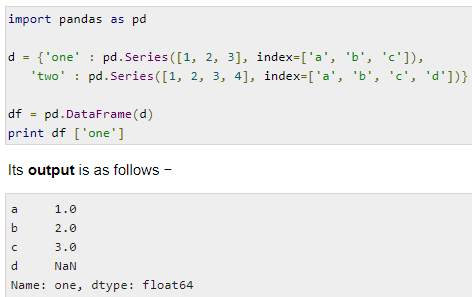 import pandas as pd
d = {'one' : pd.Series([1, 2, 3], index=['a', 'b', 'c']),
   'two' : pd.Series([1, 2, 3, 4], index=['a', 'b', 'c', 'd'])}
df = pd.DataFrame(d)
print df ['one']
Its output is as follows −
a     1.0
b     2.0
c     3.0
d     NaN
Name: one, dtype: float64